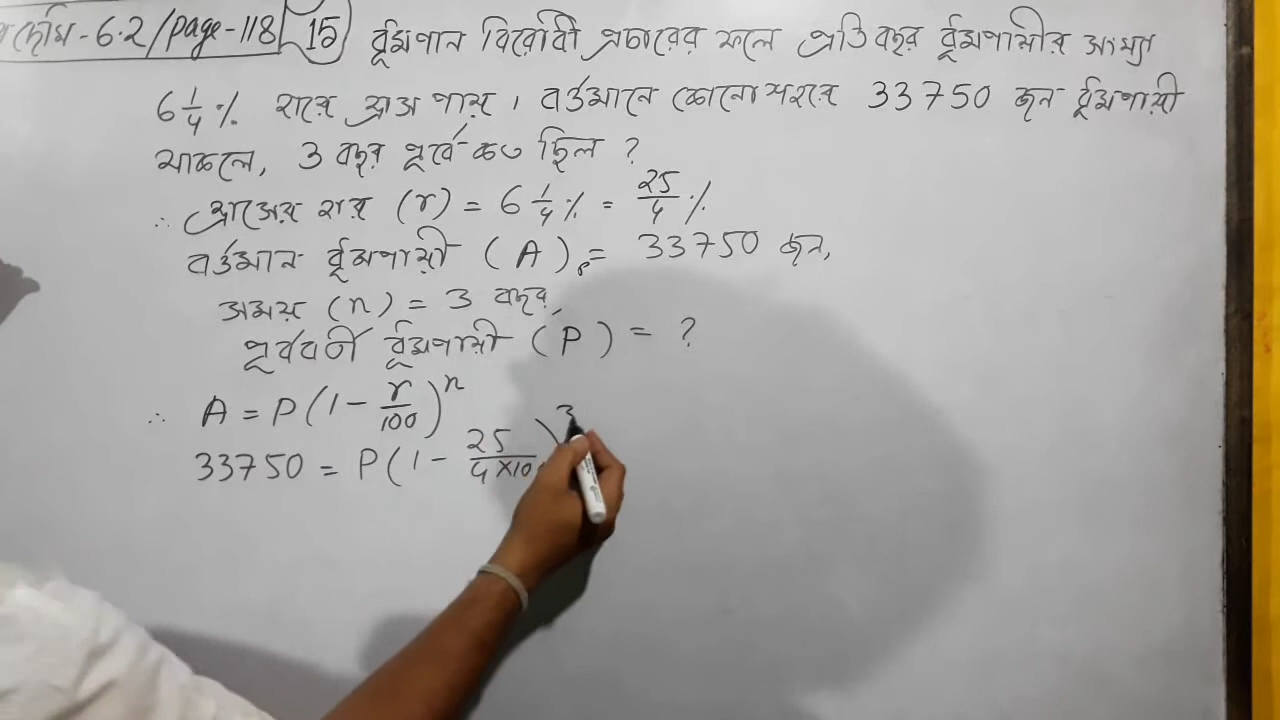 কষে দেখি-6.2/page-118 15 ধূমপান বিরোধী প্রচারের ফলে প্রতি বছর ধূমপায়ীর সংখ্যা
6 1/4 % হারে হ্রাস পায়। বর্তমানে কোনো শহরে 33750 জন ধূমপায়ী
থাকলে, 3 বছর পূর্বে কত ছিল ?
∴ হ্রাসের হার (r) = 6 1/4 % = 25/4 %
বর্তমান ধূমপায়ী (A) = 33750 জন,
সময় (n) = 3 বছর,
পূর্ববর্তী ধূমপায়ী (P) = ?
∴ A = P(1 - r/100)^n
33750 = P(1 - 25/4×100)^3